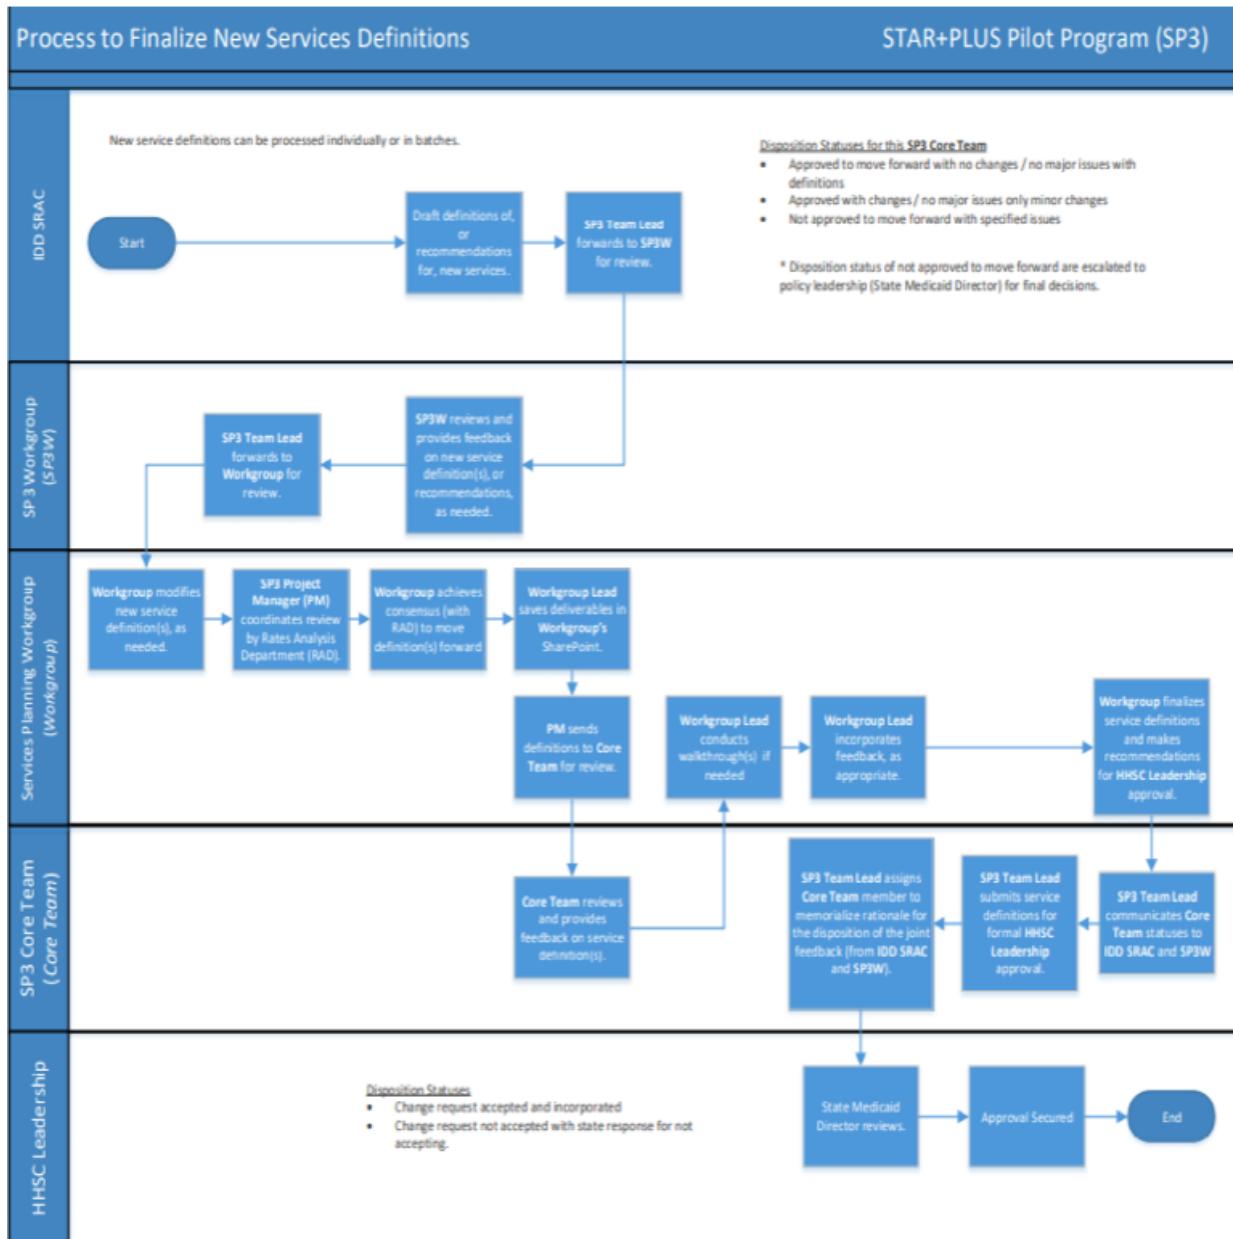 Process to Finalize New Services Definitions
STAR+PLUS Pilot Program (SP3)
IDD SRAC
New service definitions can be processed individually or in batches.
Disposition Statuses for this SP3 Core Team
• Approved to move forward with no changes / no major issues with
definitions
• Approved with changes / no major issues only minor changes
• Not approved to move forward with specified issues
* Disposition status of not approved to move forward are escalated to
policy leadership (State Medicaid Director) for final decisions.
Start
Draft definitions of,
or
recommendations
for, new services.
SP3 Team Lead
forwards to SP3W
for review.
SP 3 Workgroup
(SP3W)
SP3 Team Lead
forwards to
Workgroup for
review.
SP3W reviews and
provides feedback
on new service
definition(s), or
recommendations,
as needed.
Services Planning Workgroup
(Workgroup)
Workgroup modifies
new service
definition(s), as
needed.
SP3 Project
Manager (PM)
coordinates review
by Rates Analysis
Department (RAD).
Workgroup achieves
consensus (with
RAD) to move
definition(s) forward
Workgroup Lead
saves deliverables in
Workgroup's
SharePoint.
PM sends
definitions to Core
Team for review.
Workgroup Lead
conducts
walkthrough(s) if
needed
Workgroup Lead
incorporates
feedback, as
appropriate.
Workgroup finalizes
service definitions
and makes
recommendations
for HHSC Leadership
approval.
SP3 Core Team
(Core Team)
Core Team reviews
and provides
feedback on service
definition(s).
SP3 Team Lead assigns
Core Team member to
memorialize rationale for
the disposition of the joint
feedback (from IDD SRAC
and SP3W).
SP3 Team Lead
submits service
definitions for
formal HHSC
Leadership
approval.
SP3 Team Lead
communicates Core
Team statuses to
IDD SRAC and SP3W
HHSC Leadership
Disposition Statuses
• Change request accepted and incorporated
• Change request not accepted with state response for not
accepting.
State Medicaid
Director reviews.
Approval Secured
End